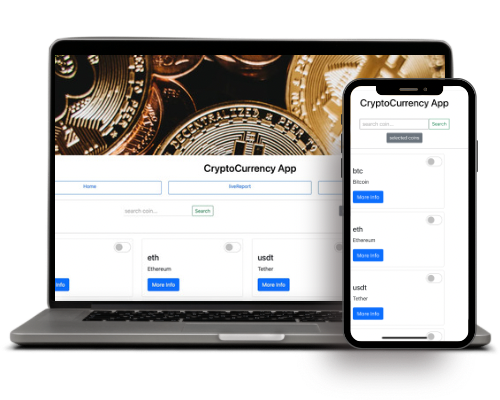 DECENTRALIZED
CryptoCurrency App
Home
liveReport
search coin...
Search
eth
usdt
Ethereum
Tether
Info
More Info
More Info
CryptoCurrency App
search coin...
Search
selected coins
btc
Bitcoin
More Info
eth
Ethereum
More Info
usdt
Tether
More Info